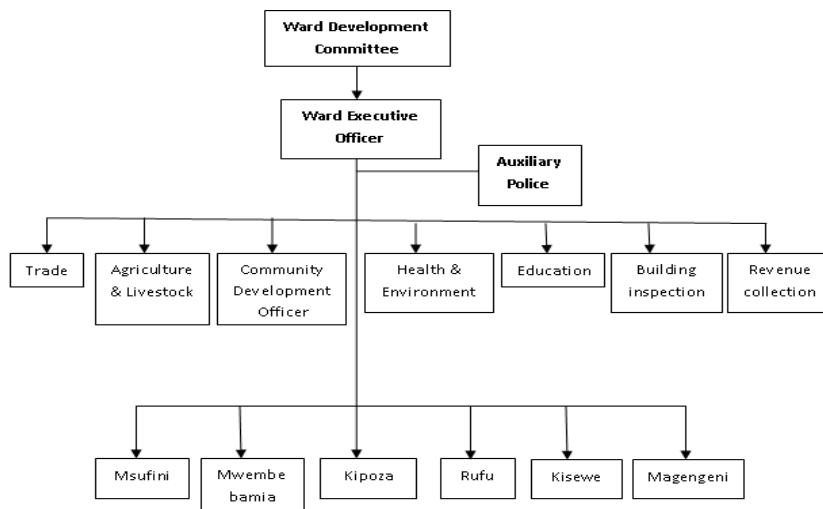 Ward Development
Committee
Ward Executive
Officer
Auxiliary
Police
Trade
Agriculture
& Livestock
Community
Development
Officer
Health &
Environment
Education
Building
inspection
Revenue
collection
Msufini
Mwembe
bamia
Kipoza
Rufu
Kisewe
Magengeni